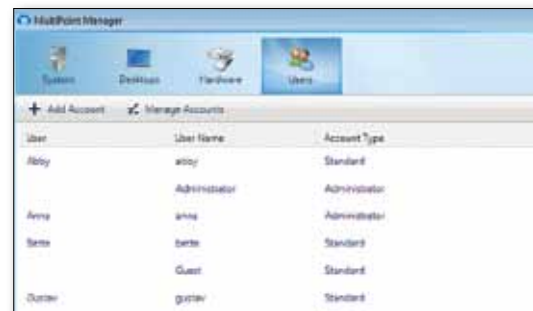 MultiPoint Manager
System Desktops Hardware Users
Add Account Manage Accounts
User User Name Account Type
Abby abby Standard
Administrator Administrator
Anna anna Administrator
Bette bette Standard
Guest Standard
Gustav gustav Standard